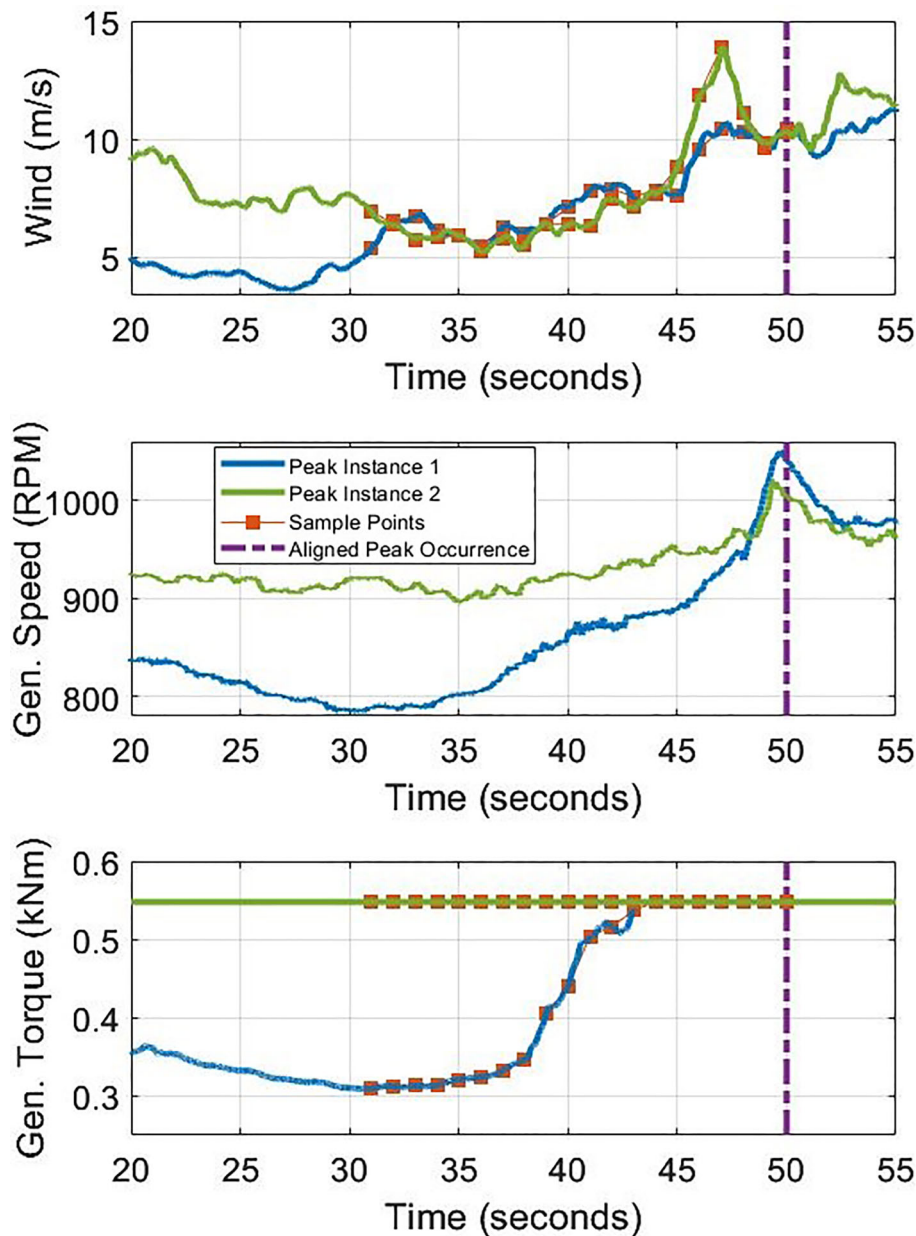 Wind (m/s)
15
10
5
20 25 30 35 40 45 50 55
Time (seconds)
Gen. Speed (RPM)
1000
900
800
Peak Instance 1
Peak Instance 2
Sample Points
Aligned Peak Occurrence
20 25 30 35 40 45 50 55
Time (seconds)
Gen. Torque (kNm)
0.6
0.5
0.4
0.3
20 25 30 35 40 45 50 55
Time (seconds)